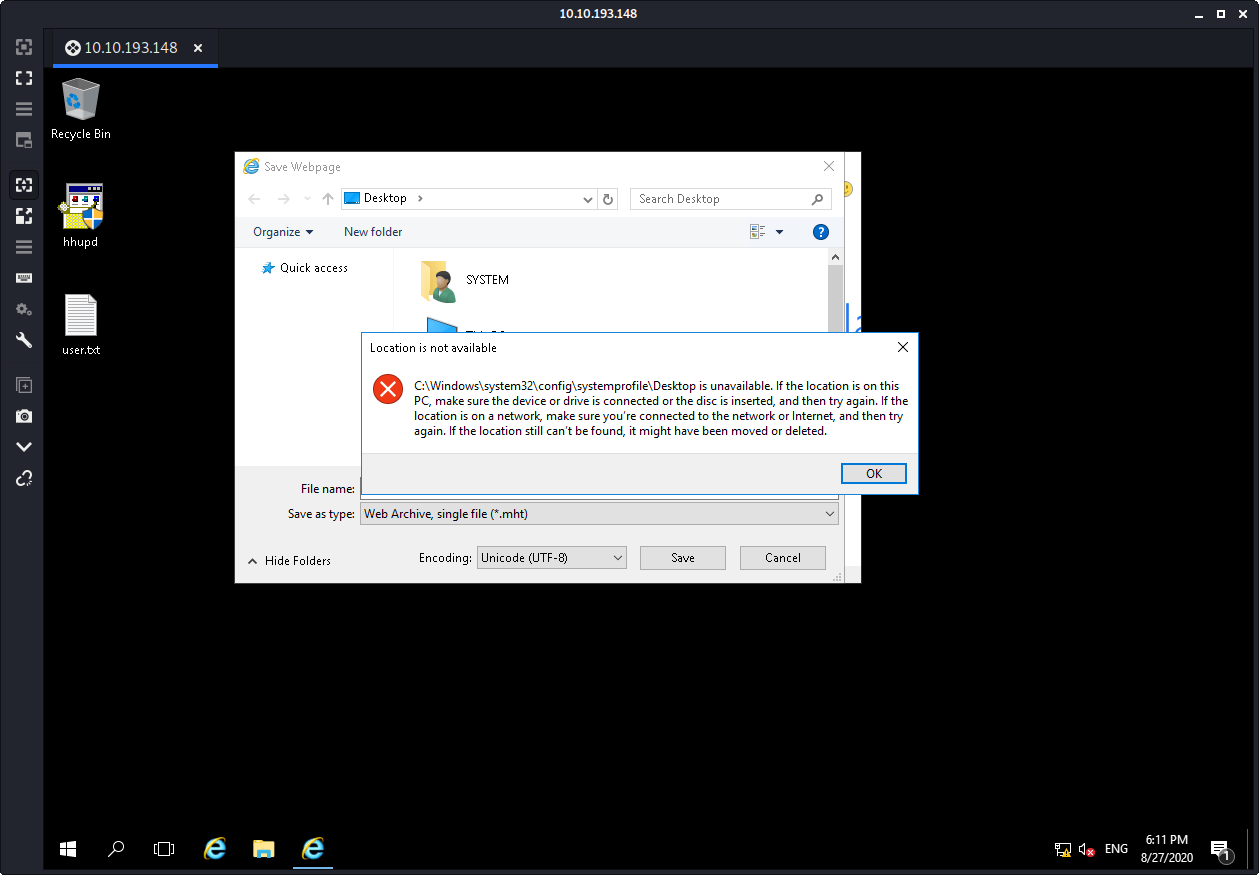 10.10.193.148
10.10.193.148
Recycle Bin
hhupd
user.txt
Save Webpage
Desktop
Search Desktop
Organize
New folder
Quick access
SYSTEM
Location is not available
C:\Windows\system32\config\systemprofile\Desktop is unavailable. If the location is on this
PC, make sure the device or drive is connected or the disc is inserted, and then try again. If the
location is on a network, make sure you're connected to the network or Internet, and then try
again. If the location still can't be found, it might have been moved or deleted.
OK
File name:
Save as type: Web Archive, single file (*.mht)
Hide Folders
Encoding: Unicode (UTF-8)
Save
Cancel
ENG
6:11 PM
8/27/2020
1